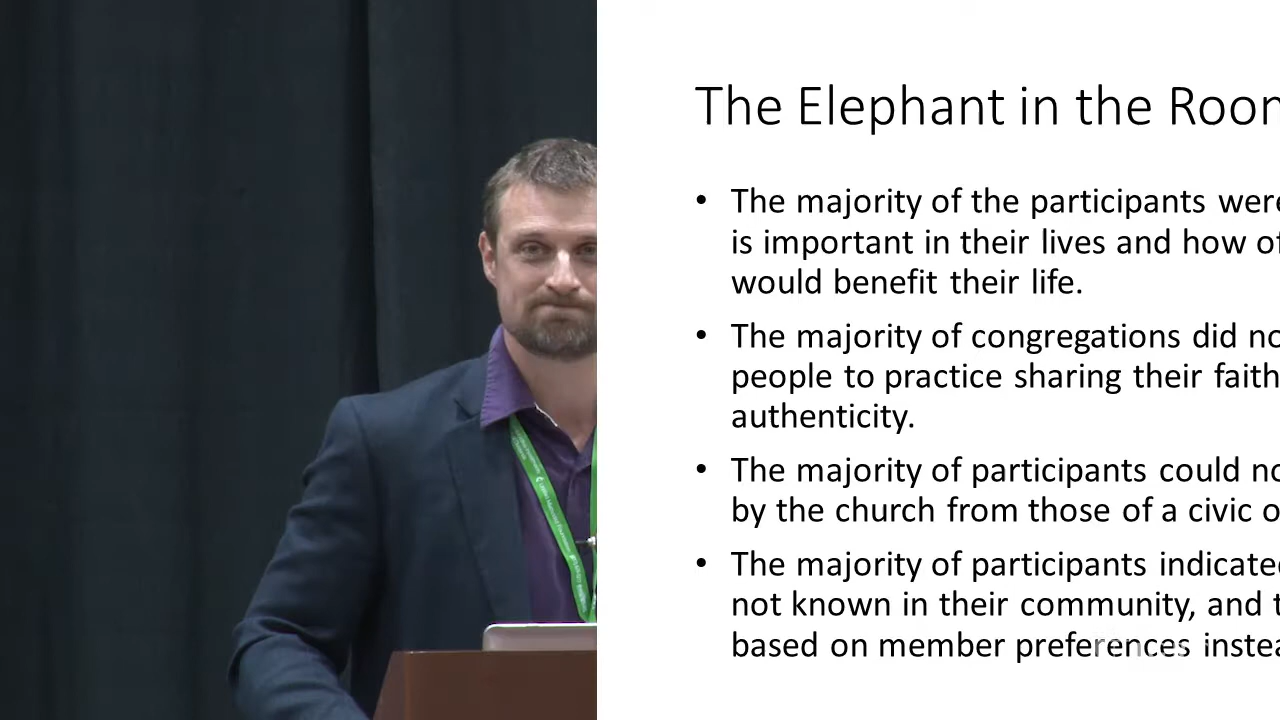 The Elephant in the Room
• The majority of the participants were
is important in their lives and how of
would benefit their life.
• The majority of congregations did no
people to practice sharing their faith
authenticity.
• The majority of participants could no
by the church from those of a civic o
• The majority of participants indicated
not known in their community, and t
based on member preferences instea